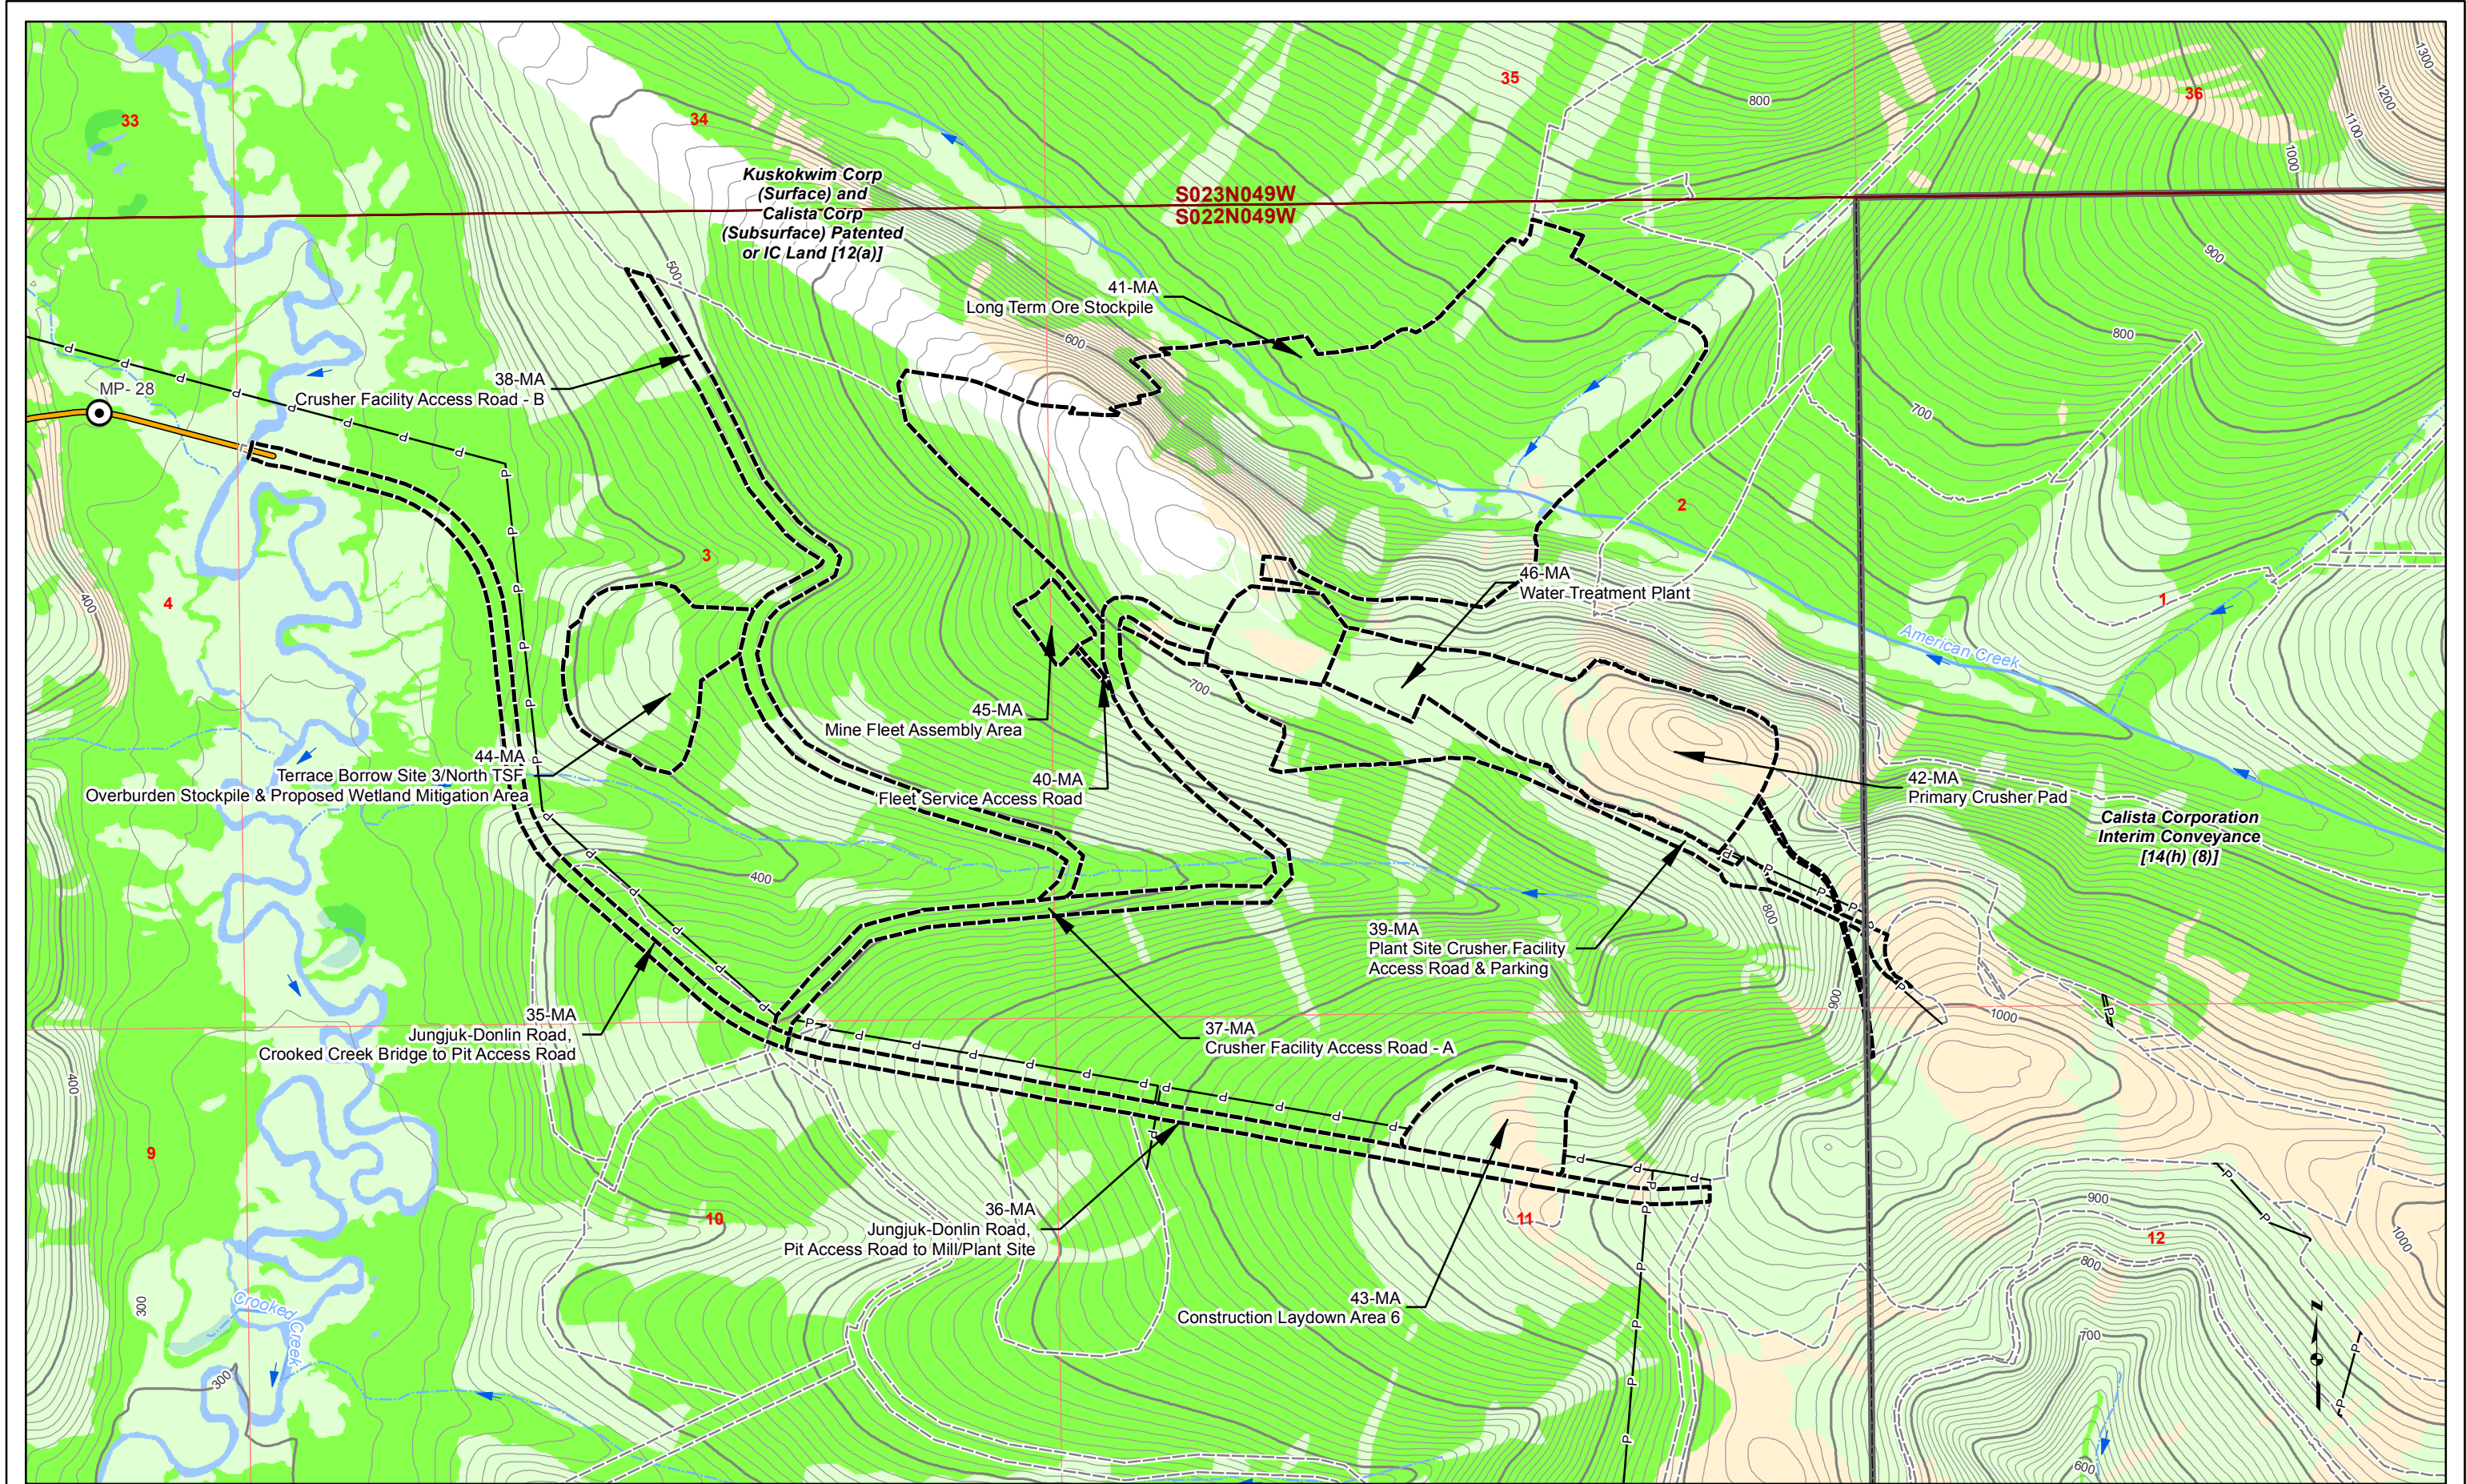 33
34
35
36
800
1300
1200
1100
1000
Kuskokwim Corp
(Surface) and
Calista Corp
(Subsurface) Patented
or IC Land [12(a)]
S023N049W
S022N049W
500
900
41-MA
Long Term Ore Stockpile
600
800
MP- 28
38-MA
Crusher Facility Access Road - B
700
2
3
4
400
1
46-MA
Water Treatment Plant
American Creek
700
45-MA
Mine Fleet Assembly Area
44-MA
Terrace Borrow Site 3/North TSF
Overburden Stockpile & Proposed Wetland Mitigation Area
40-MA
Fleet Service Access Road
42-MA
Primary Crusher Pad
Calista Corporation
Interim Conveyance
[14(h) (8)]
400
800
39-MA
Plant Site Crusher Facility
Access Road & Parking
900
1000
35-MA
Jungjuk-Donlin Road,
Crooked Creek Bridge to Pit Access Road
37-MA
Crusher Facility Access Road - A
400
9
10
11
12
900
1000
36-MA
Jungjuk-Donlin Road,
Pit Access Road to Mill/Plant Site
800
43-MA
Construction Laydown Area 6
300
Crooked Creek
N
700
300
600
P